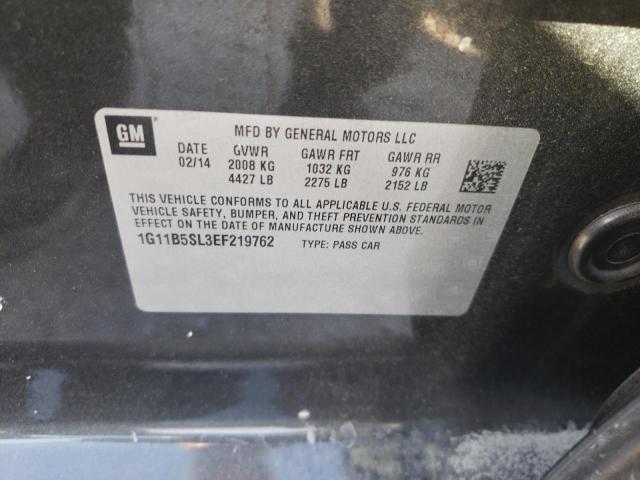 GM
MFD BY GENERAL MOTORS LLC
DATE GVWR GAWR FRT GAWR RR
02/14 2008 KG 1032 KG 976 KG
4427 LB 2275 LB 2152 LB
THIS VEHICLE CONFORMS TO ALL APPLICABLE U.S. FEDERAL MOTOR
VEHICLE SAFETY, BUMPER, AND THEFT PREVENTION STANDARDS IN
EFFECT ON THE DATE OF MANUFACTURE SHOWN ABOVE.
1G11B5SL3EF219762 TYPE: PASS CAR